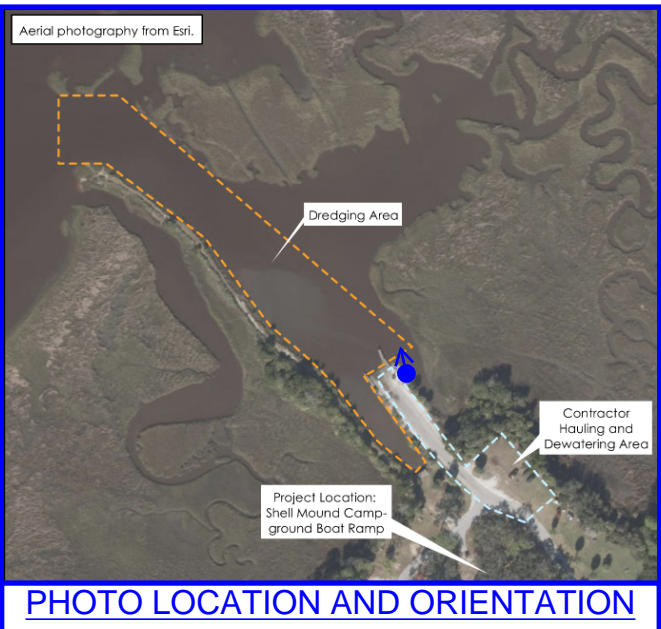 Aerial photography from Esri.
Dredging Area
Contractor
Hauling and
Dewatering Area
Project Location:
Shell Mound Camp-
ground Boat Ramp
PHOTO LOCATION AND ORIENTATION